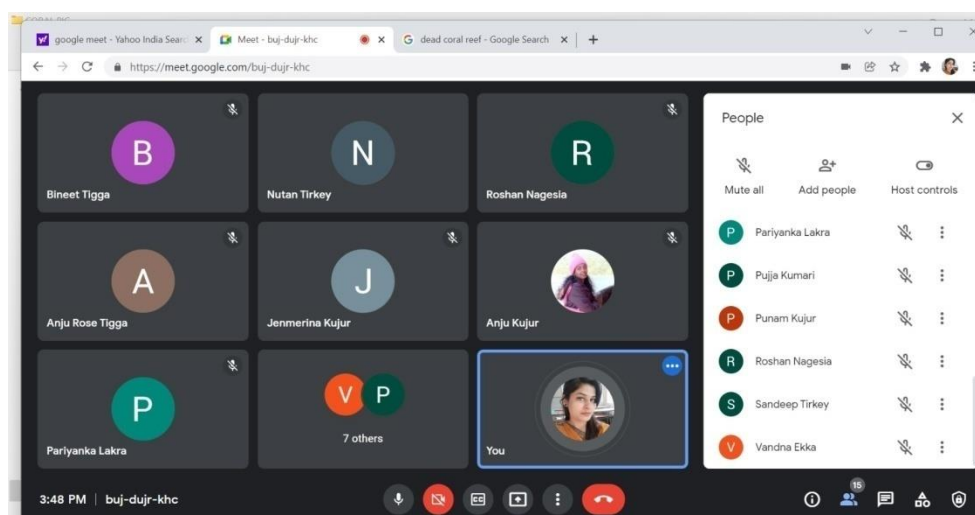 google meet - Yahoo India Searc
Meet - buj-dujr-khc
dead coral reef - Google Search
https://meet.google.com/buj-dujr-khc
B
Bineet Tigga
N
Nutan Tirkey
R
Roshan Nagesia
A
Anju Rose Tigga
J
Jenmerina Kujur
Anju Kujur
P
Pariyanka Lakra
V P
7 others
You
People
Mute all
Add people
Host controls
P Pariyanka Lakra
P Pujja Kumari
P Punam Kujur
R Roshan Nagesia
S Sandeep Tirkey
V Vandna Ekka
3:48 PM | buj-dujr-khc
15